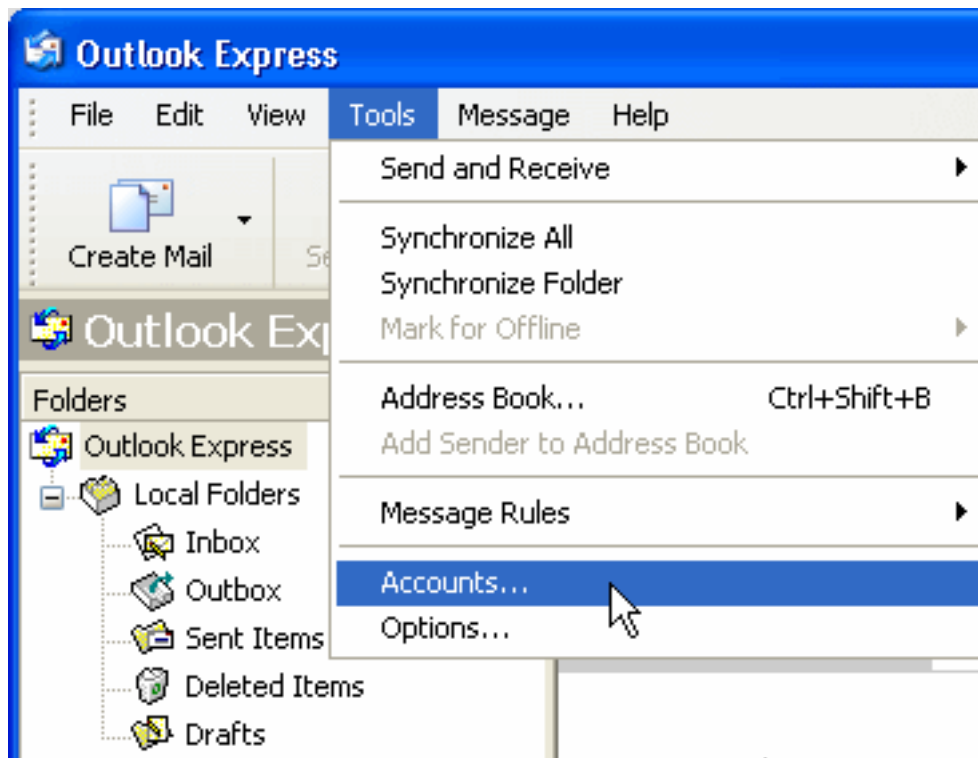 Outlook Express
File Edit View Tools Message Help
Send and Receive
Synchronize All
Synchronize Folder
Mark for Offline
Address Book... Ctrl+Shift+B
Add Sender to Address Book
Message Rules
Accounts...
Options...
Create Mail
Outlook
Folders
Outlook Express
Local Folders
Inbox
Outbox
Sent Items
Deleted Items
Drafts